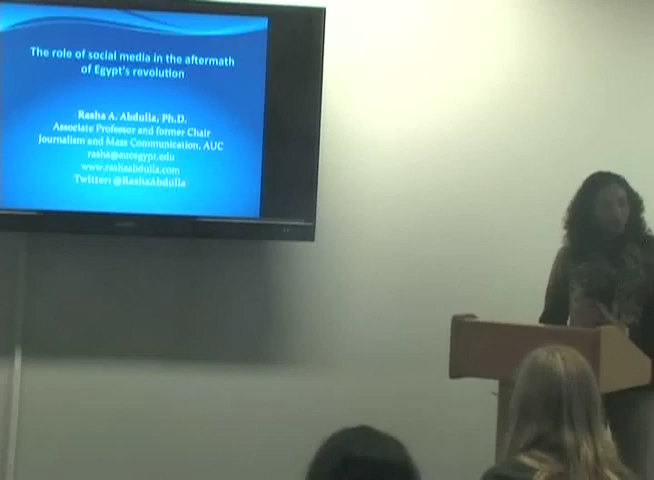 The role of social media in the aftermath
of Egypt's revolution
Rasha A. Abdulla, Ph.D.
Associate Professor and former Chair
Journalism and Mass Communication, AUC
rasha@aucegypt.edu
www.rashaabdulla.com
Twitter: @RashaAbdulla